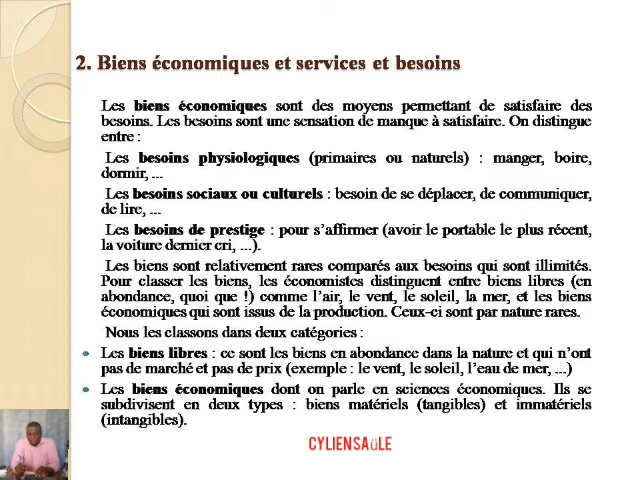 2. Biens économiques et services et besoins
Les biens économiques sont des moyens permettant de satisfaire des
besoins. Les besoins sont une sensation de manque à satisfaire. On distingue
entre :
Les besoins physiologiques (primaires ou naturels) : manger, boire,
dormir, ...
Les besoins sociaux ou culturels : besoin de se déplacer, de communiquer,
de lire, ...
Les besoins de prestige : pour s’affirmer (avoir le portable le plus récent,
la voiture dernier cri, ...).
Les biens sont relativement rares comparés aux besoins qui sont illimités.
Pour classer les biens, les économistes distinguent entre biens libres (en
abondance, quoi que !) comme l’air, le vent, le soleil, la mer, et les biens
économiques qui sont issus de la production. Ceux-ci sont par nature rares.
Nous les classons dans deux catégories :
Les biens libres : ce sont les biens en abondance dans la nature et qui n’ont
pas de marché et pas de prix (exemple : le vent, le soleil, l’eau de mer, ...)
Les biens économiques dont on parle en sciences économiques. Ils se
subdivisent en deux types : biens matériels (tangibles) et immatériels
(intangibles).
CYLIENSAüLE